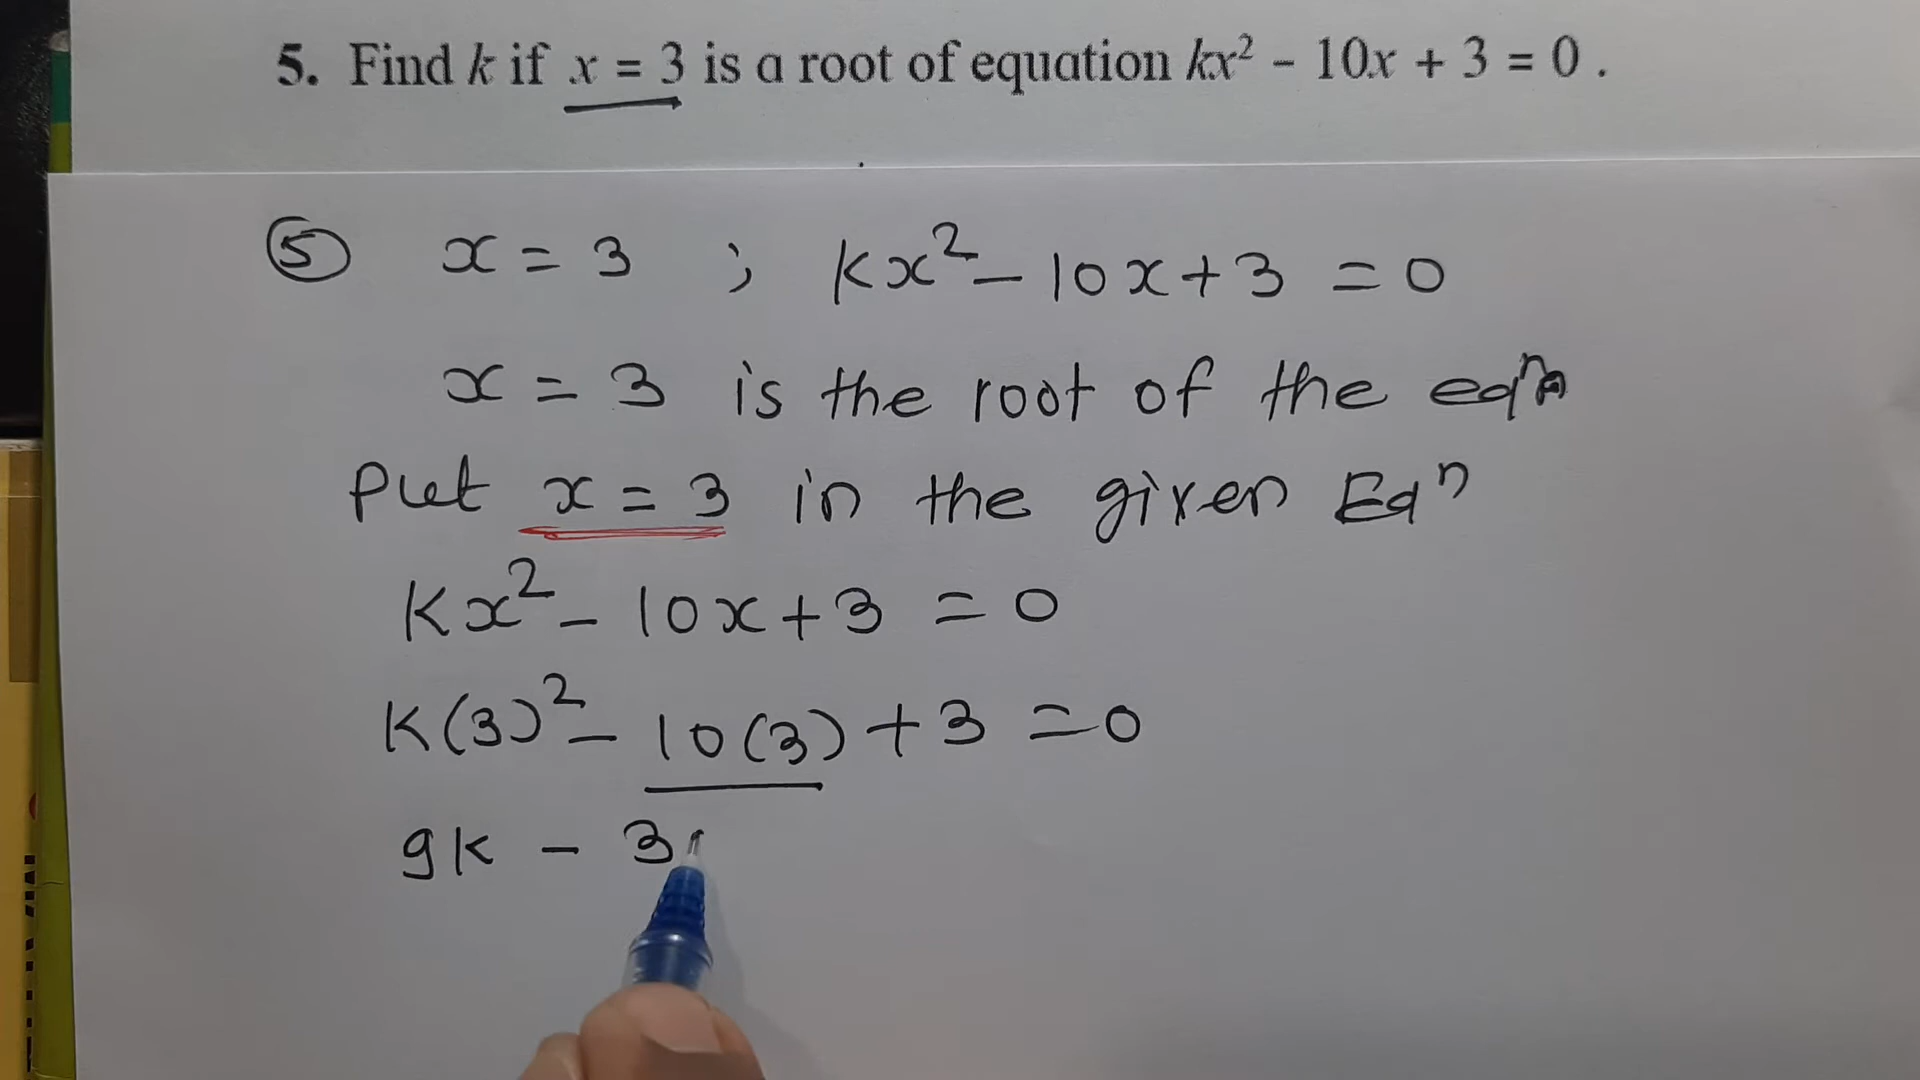 5. Find k if x = 3 is a root of equation kx² - 10x + 3 = 0 .
⑤ x = 3 ; kx² - 10x + 3 = 0
x = 3 is the root of the eqⁿ
Put x = 3 in the given Eqⁿ
Kx² - 10x + 3 = 0
K(3)² - 10(3) + 3 = 0
9K - 3